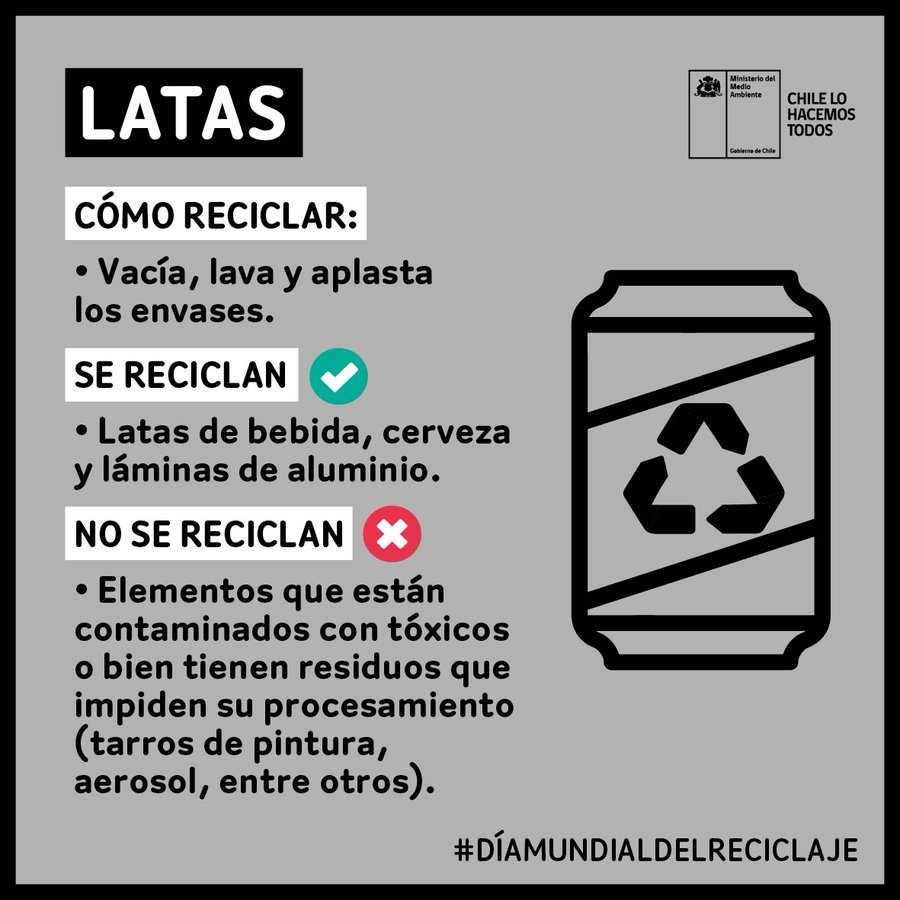 LATAS
Ministerio del
Medio
Ambiente
Gobierno de Chile
CHILE LO
HACEMOS
TODOS
CÓMO RECICLAR:
• Vacía, lava y aplasta
los envases.
SE RECICLAN
• Latas de bebida, cerveza
y láminas de aluminio.
NO SE RECICLAN
• Elementos que están
contaminados con tóxicos
o bien tienen residuos que
impiden su procesamiento
(tarros de pintura,
aerosol, entre otros).
#DÍAMUNDIALDELRECICLAJE